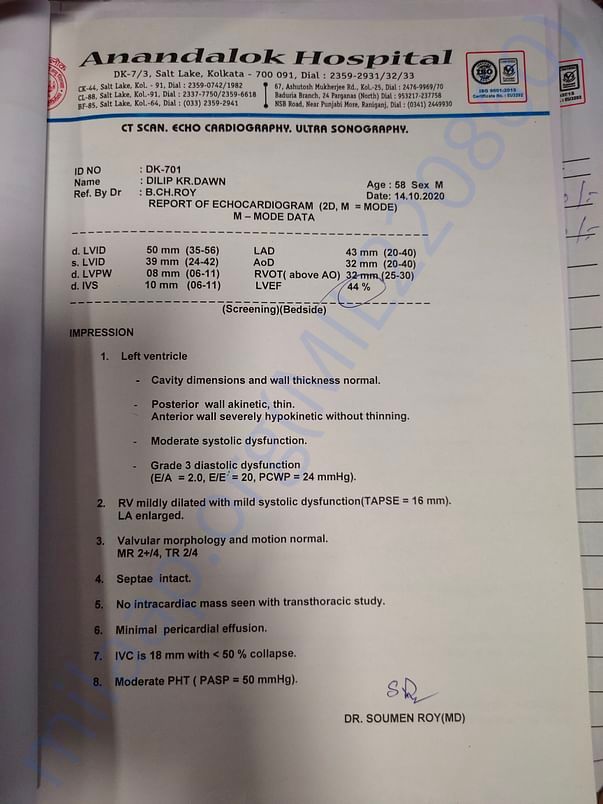 Anandalok Hospital
DK-7/3, Salt Lake, Kolkata - 700 091, Dial : 2359-2931/32/33
CK-44, Salt Lake, Kol. - 91, Dial : 2359-0742/1982
67, Ashutosh Mukherjee Rd., Kol.-25, Dial : 2476-9969/70
CL-88, Salt Lake, Kol.-91, Dial : 2337-7750/2359-6618
Baduria Branch, 24 Parganas (North) Dial : 953217-237758
BF-85, Salt Lake, Kol.-64, Dial : (033) 2359-2941
NSB Road, Near Punjabi More, Raniganj, Dial : (0341) 2449930
ISO
ISO 9001:2015
Certificate No. : EU3292
CT SCAN. ECHO CARDIOGRAPHY. ULTRA SONOGRAPHY.
ID NO : DK-701
Name : DILIP KR.DAWN Age : 58 Sex M
Ref. By Dr : B.CH.ROY Date: 14.10.2020
REPORT OF ECHOCARDIOGRAM (2D, M = MODE)
M – MODE DATA
d. LVID 50 mm (35-56) LAD 43 mm (20-40)
s. LVID 39 mm (24-42) AoD 32 mm (20-40)
d. LVPW 08 mm (06-11) RVOT( above AO) 32 mm (25-30)
d. IVS 10 mm (06-11) LVEF 44 %
(Screening)(Bedside)
IMPRESSION
1. Left ventricle
- Cavity dimensions and wall thickness normal.
- Posterior wall akinetic, thin.
Anterior wall severely hypokinetic without thinning.
- Moderate systolic dysfunction.
- Grade 3 diastolic dysfunction
(E/A = 2.0, E/E´ = 20, PCWP = 24 mmHg).
2. RV mildly dilated with mild systolic dysfunction(TAPSE = 16 mm).
LA enlarged.
3. Valvular morphology and motion normal.
MR 2+/4, TR 2/4
4. Septae intact.
5. No intracardiac mass seen with transthoracic study.
6. Minimal pericardial effusion.
7. IVC is 18 mm with < 50 % collapse.
8. Moderate PHT ( PASP = 50 mmHg).
DR. SOUMEN ROY(MD)